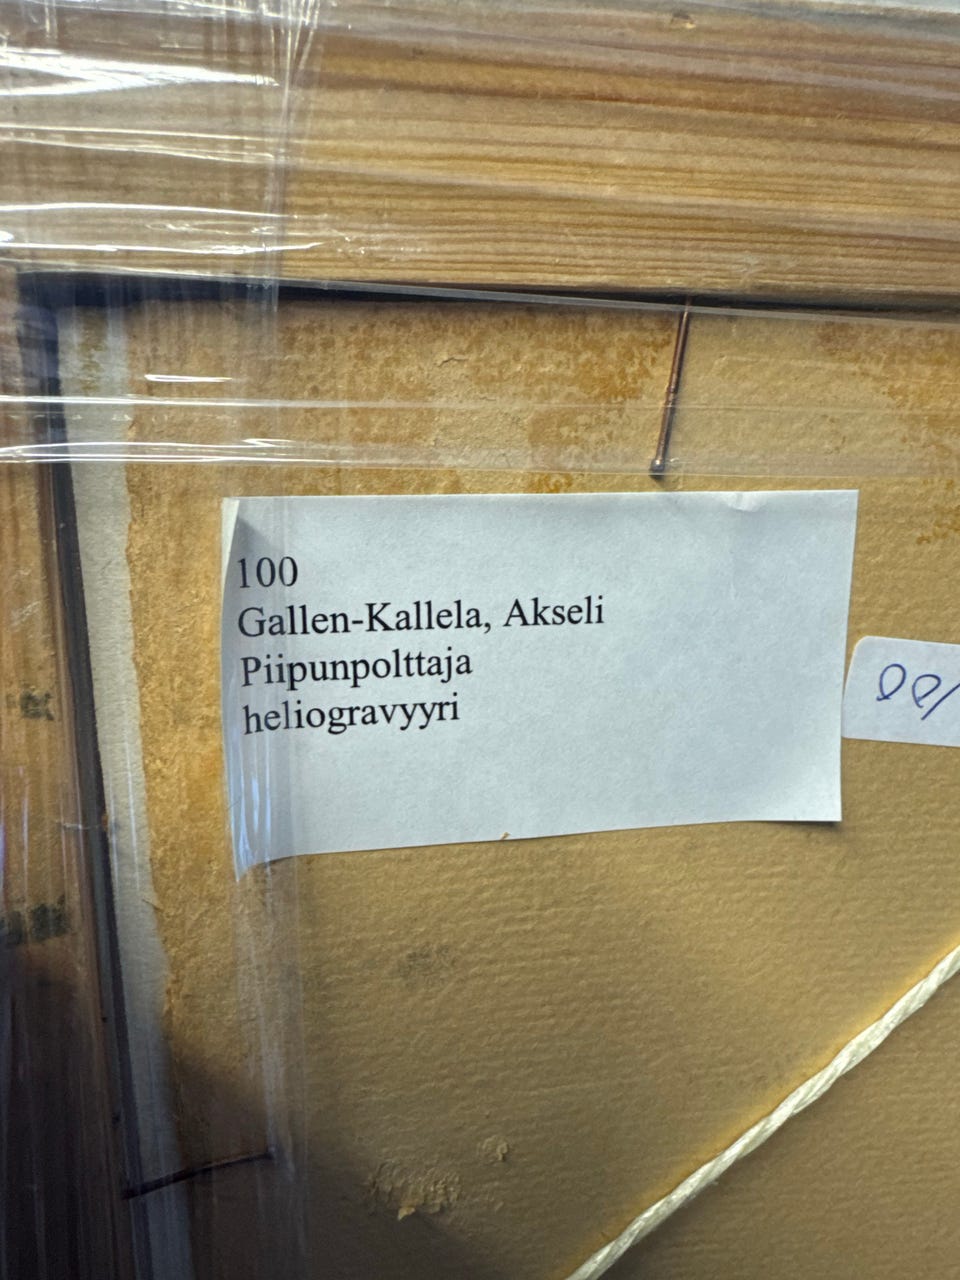 100
Gallen-Kallela, Akseli
Piipunpolttaja
heliogravyyri